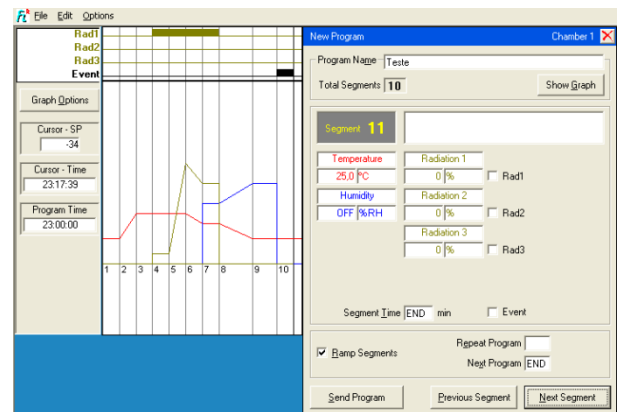 File Edit Options
Rad1
Rad2
Rad3
Event
Graph Options
Cursor - SP
-34
Cursor - Time
23:17:39
Program Time
23:00:00
1 2 3 4 5 6 7 8 9 10
New Program Chamber 1
Program Name Teste
Total Segments 10 Show Graph
Segment 11
Temperature Radiation 1
25,0 °C 0 % Rad1
Humidity Radiation 2
OFF %RH 0 % Rad2
Radiation 3
0 % Rad3
Segment Time END min Event
Ramp Segments
Repeat Program
Next Program END
Send Program Previous Segment Next Segment